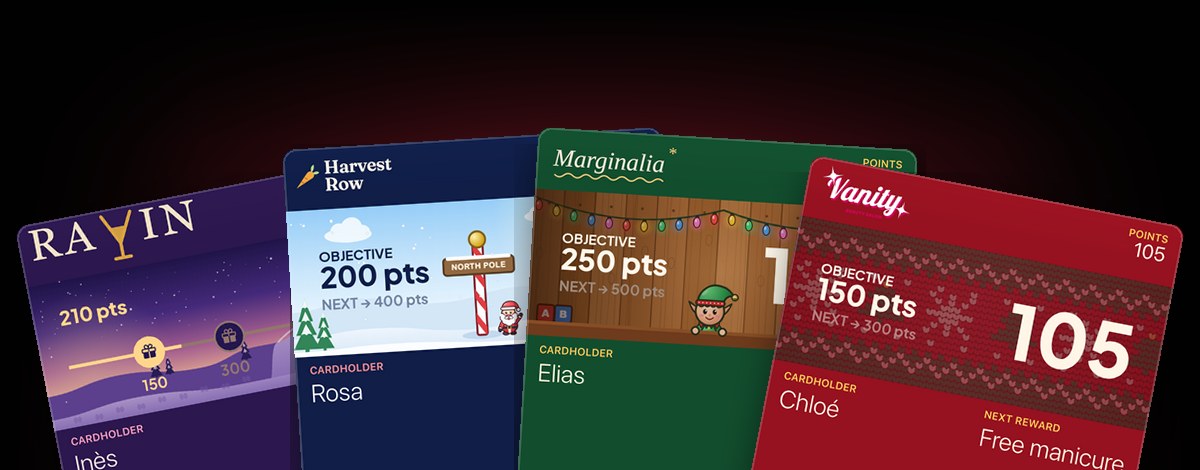 RAYIN
210 pts
150
300
CARDHOLDER
Inès
Harvest
Row
OBJECTIVE
200 pts
NEXT → 400 pts
NORTH POLE
CARDHOLDER
Rosa
Marginalia*
POINTS
OBJECTIVE
250 pts
NEXT → 500 pts
1
A B
CARDHOLDER
Elias
Vanity
POINTS
105
OBJECTIVE
150 pts
NEXT → 300 pts
105
CARDHOLDER
Chloé
NEXT REWARD
Free manicure